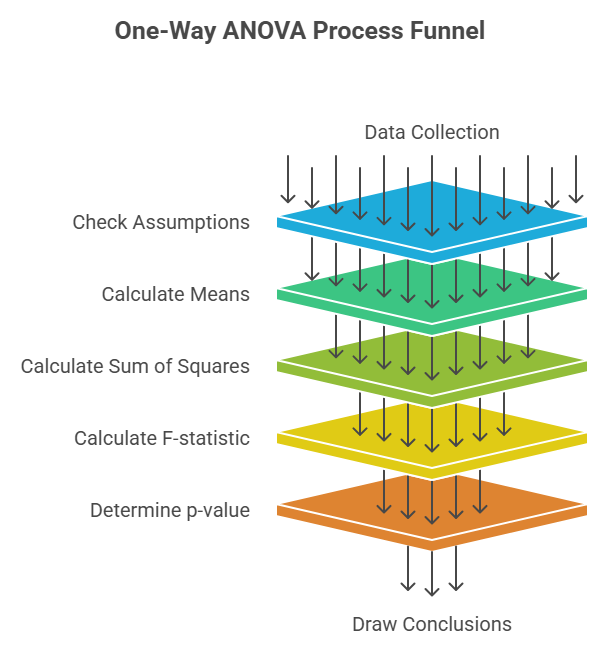 One-Way ANOVA Process Funnel
Data Collection
Check Assumptions
Calculate Means
Calculate Sum of Squares
Calculate F-statistic
Determine p-value
Draw Conclusions